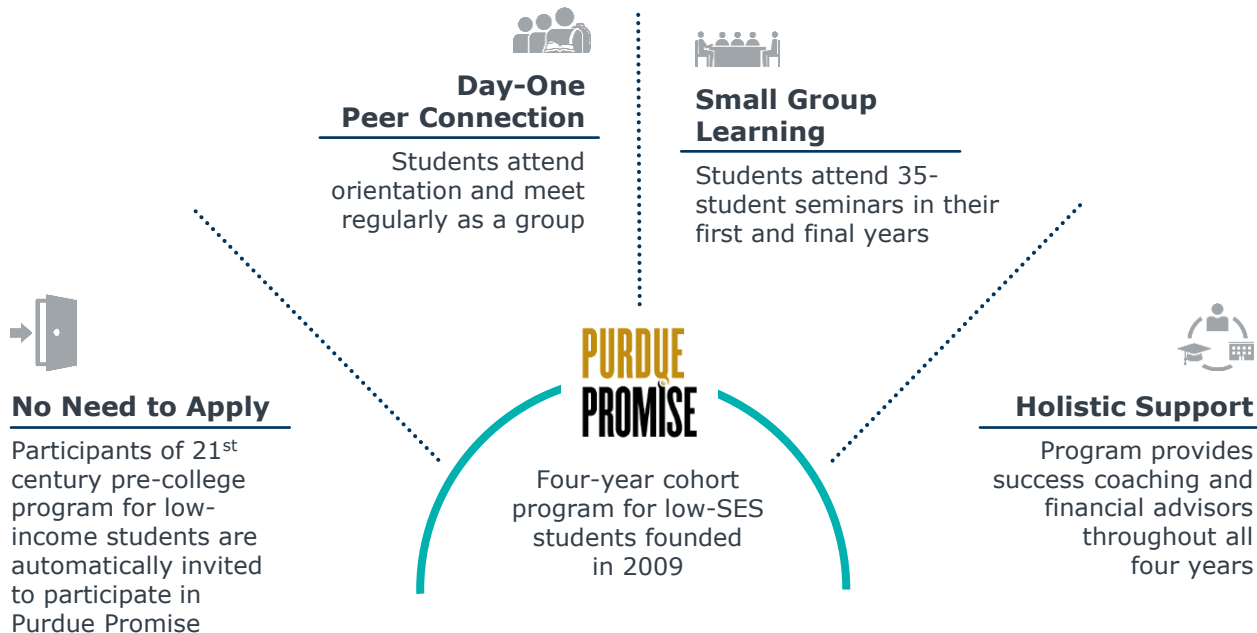 Day-One
Peer Connection
Students attend
orientation and meet
regularly as a group
Small Group
Learning
Students attend 35-
student seminars in their
first and final years
No Need to Apply
Participants of 21st
century pre-college
program for low-
income students are
automatically invited
to participate in
Purdue Promise
PURDUE
PROMISE
Four-year cohort
program for low-SES
students founded
in 2009
Holistic Support
Program provides
success coaching and
financial advisors
throughout all
four years